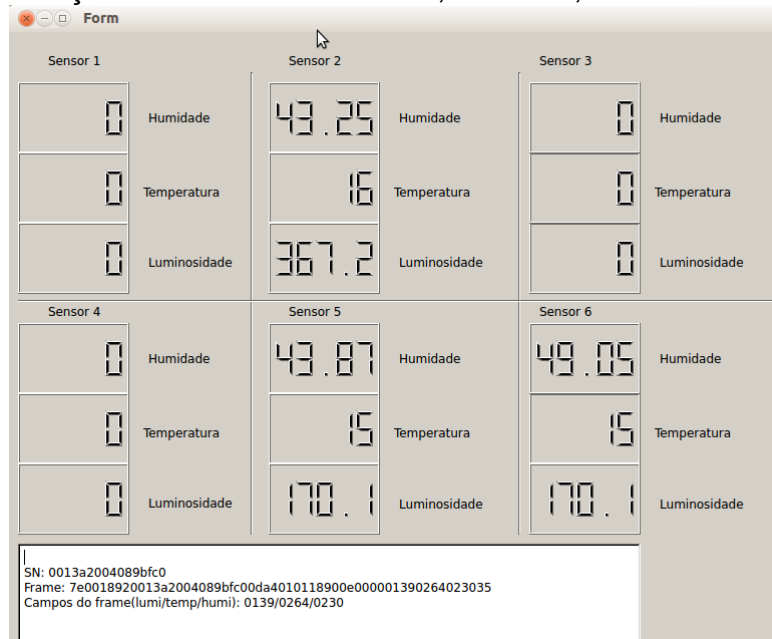 Form
Sensor 1 Sensor 2 Sensor 3
0 Humidade 43.25 Humidade 0 Humidade
0 Temperatura 16 Temperatura 0 Temperatura
0 Luminosidade 367.2 Luminosidade 0 Luminosidade
Sensor 4 Sensor 5 Sensor 6
0 Humidade 43.87 Humidade 49.05 Humidade
0 Temperatura 15 Temperatura 15 Temperatura
0 Luminosidade 170.1 Luminosidade 170.1 Luminosidade
SN: 0013a2004089bfc0
Frame: 7e0018920013a2004089bfc00da4010118900e000001390264023035
Campos do frame(lumi/temp/humi): 0139/0264/0230